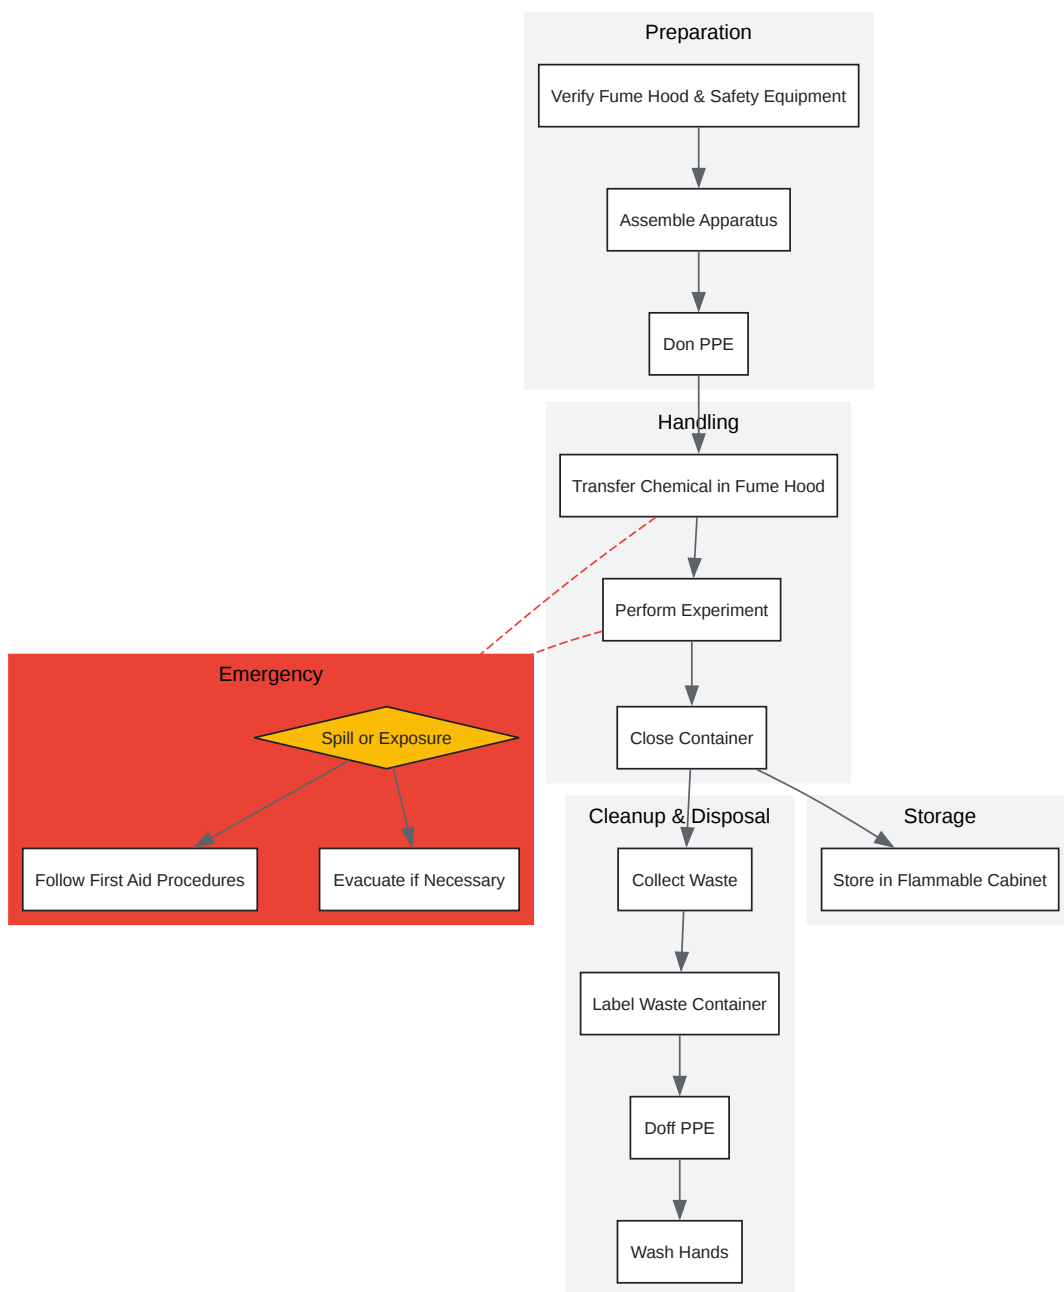 Preparation
Verify Fume Hood & Safety Equipment
Assemble Apparatus
Don PPE
Handling
Transfer Chemical in Fume Hood
Perform Experiment
Close Container
Emergency
Spill or Exposure
Follow First Aid Procedures
Evacuate if Necessary
Cleanup & Disposal
Collect Waste
Label Waste Container
Doff PPE
Wash Hands
Storage
Store in Flammable Cabinet